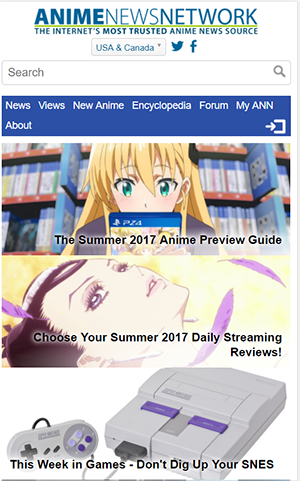 ANIMENEWSNETWORK
THE INTERNET'S MOST TRUSTED ANIME NEWS SOURCE
USA & Canada
Search
News Views New Anime Encyclopedia Forum My ANN
About
PS4
The Summer 2017 Anime Preview Guide
Choose Your Summer 2017 Daily Streaming
Reviews!
This Week in Games - Don't Dig Up Your SNES